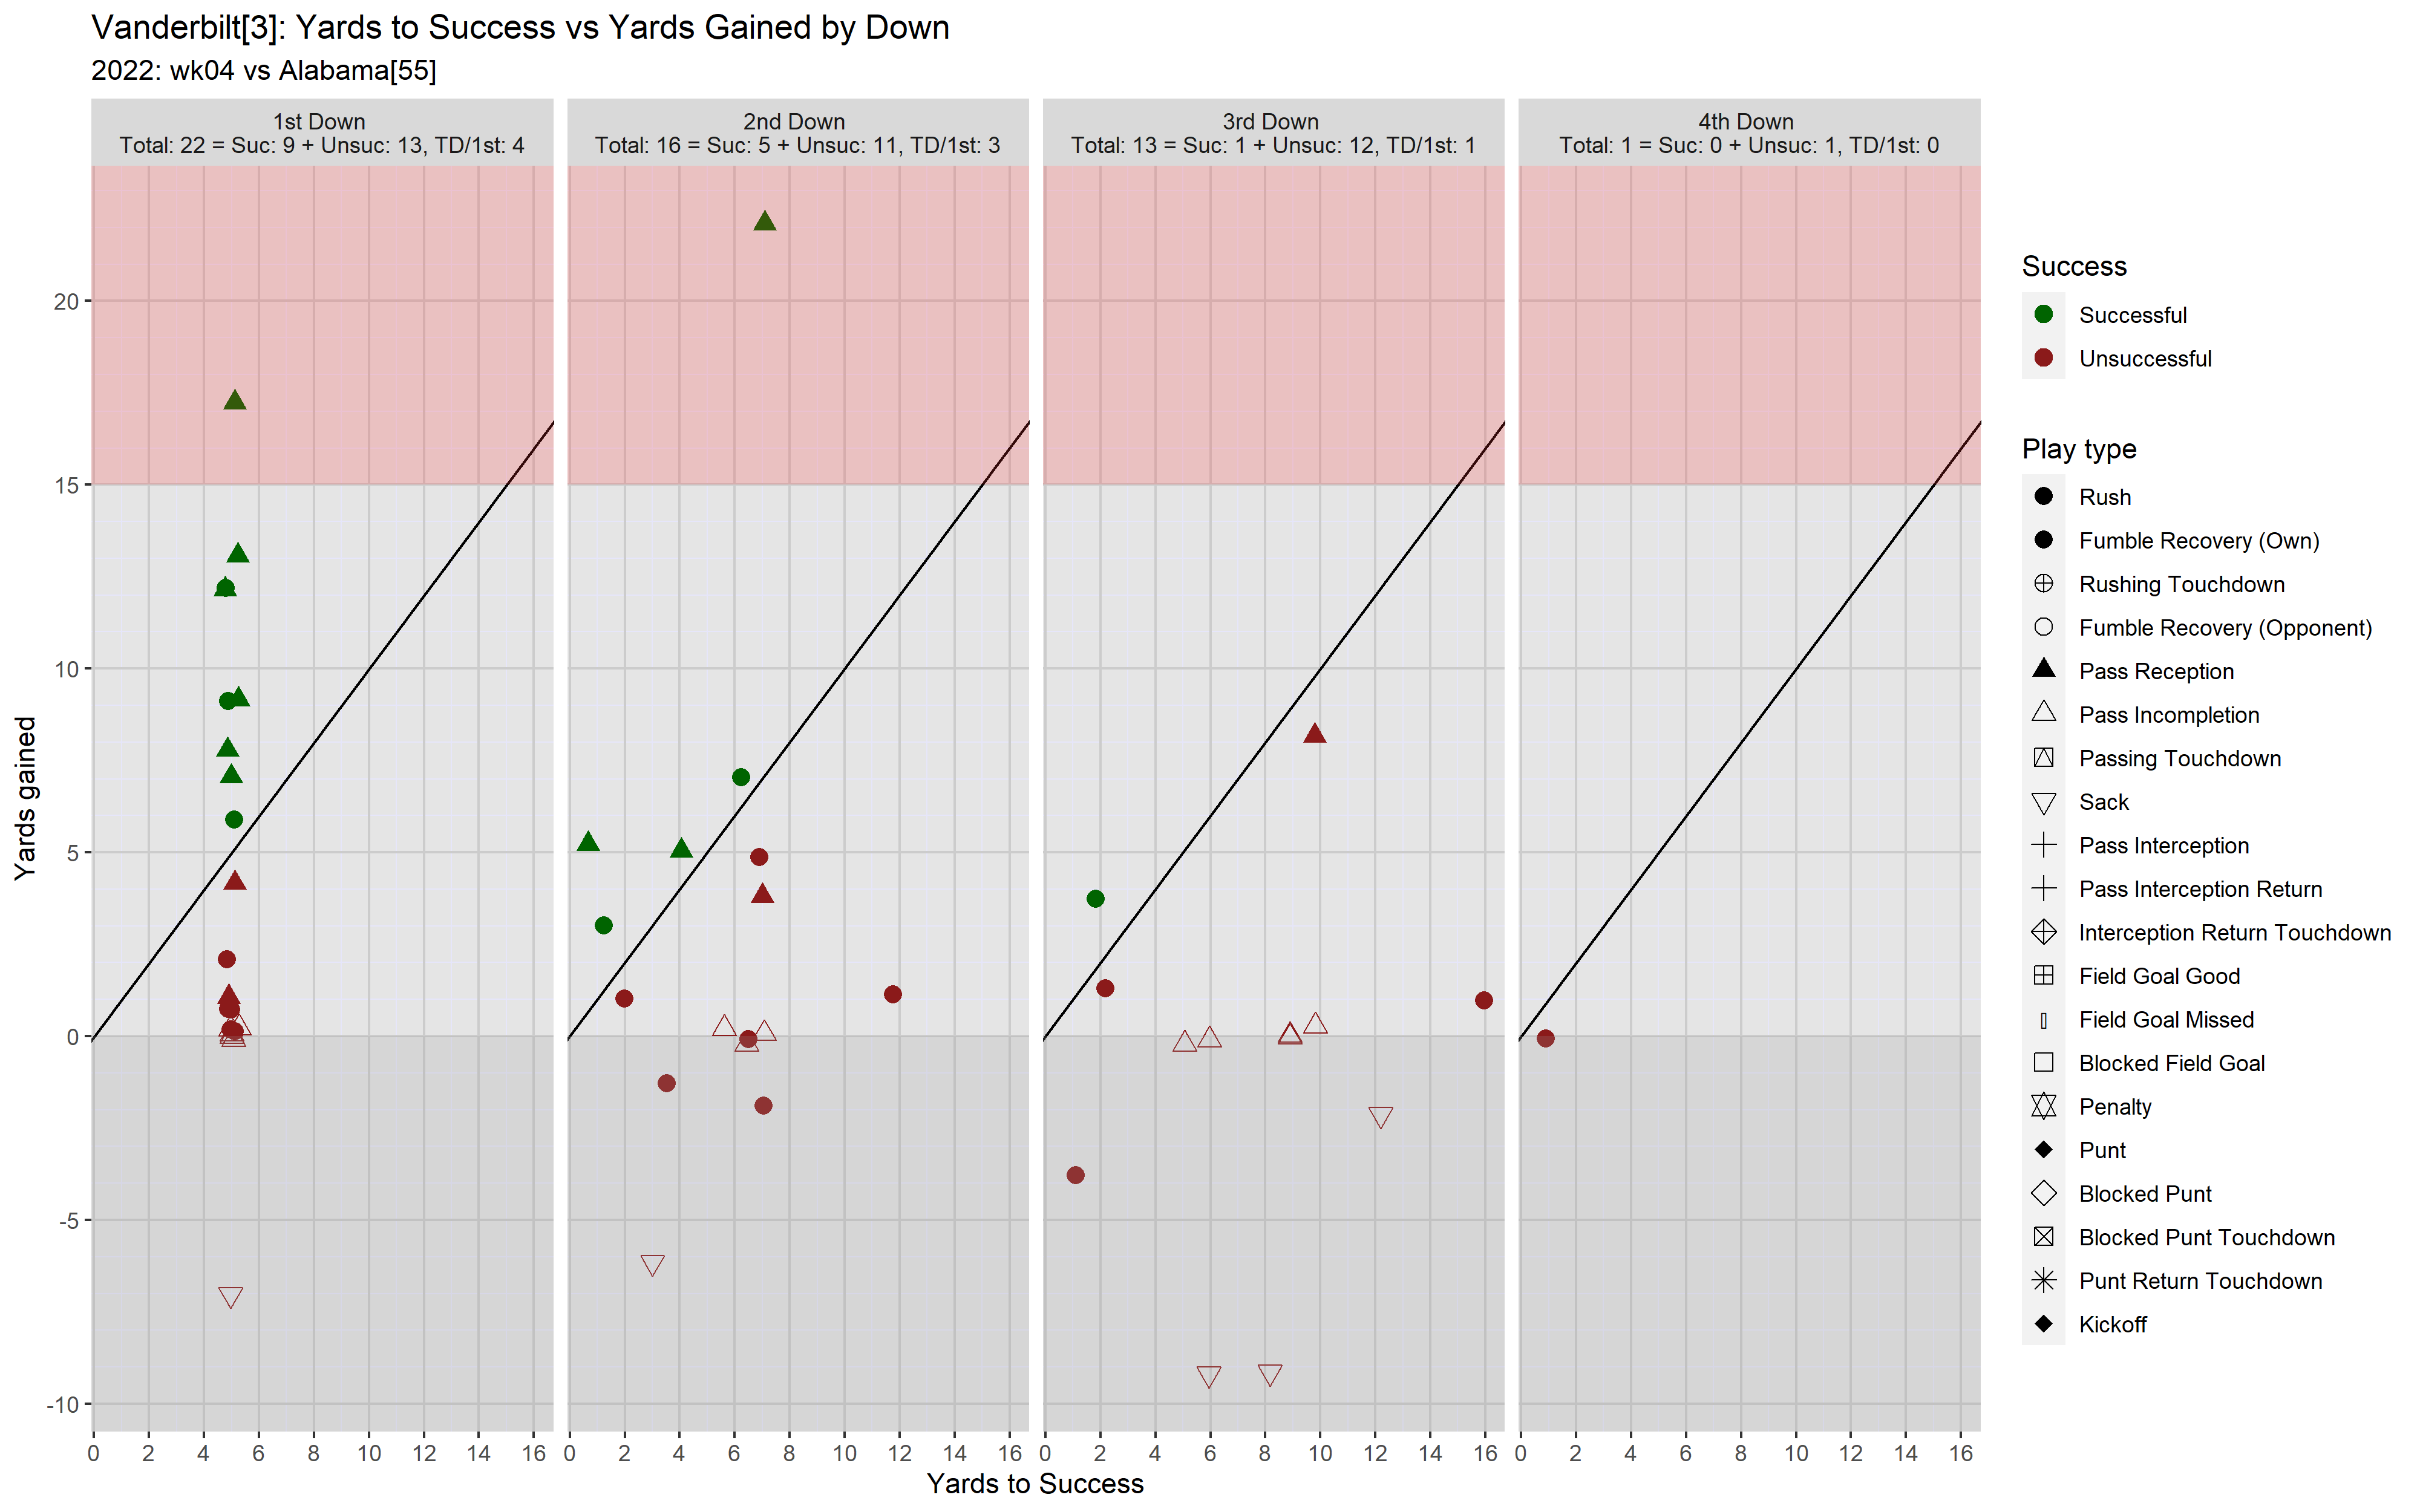 Vanderbilt[3]: Yards to Success vs Yards Gained by Down
2022: wk04 vs Alabama[55]
1st Down
Total: 22 = Suc: 9 + Unsuc: 13, TD/1st: 4
2nd Down
Total: 16 = Suc: 5 + Unsuc: 11, TD/1st: 3
3rd Down
Total: 13 = Suc: 1 + Unsuc: 12, TD/1st: 1
4th Down
Total: 1 = Suc: 0 + Unsuc: 1, TD/1st: 0
Yards gained
20
15
10
5
0
-5
-10
0 2 4 6 8 10 12 14 16
0 2 4 6 8 10 12 14 16
0 2 4 6 8 10 12 14 16
0 2 4 6 8 10 12 14 16
Yards to Success
Success
Successful
Unsuccessful
Play type
Rush
Fumble Recovery (Own)
Rushing Touchdown
Fumble Recovery (Opponent)
Pass Reception
Pass Incompletion
Passing Touchdown
Sack
Pass Interception
Pass Interception Return
Interception Return Touchdown
Field Goal Good
Field Goal Missed
Blocked Field Goal
Penalty
Punt
Blocked Punt
Blocked Punt Touchdown
Punt Return Touchdown
Kickoff